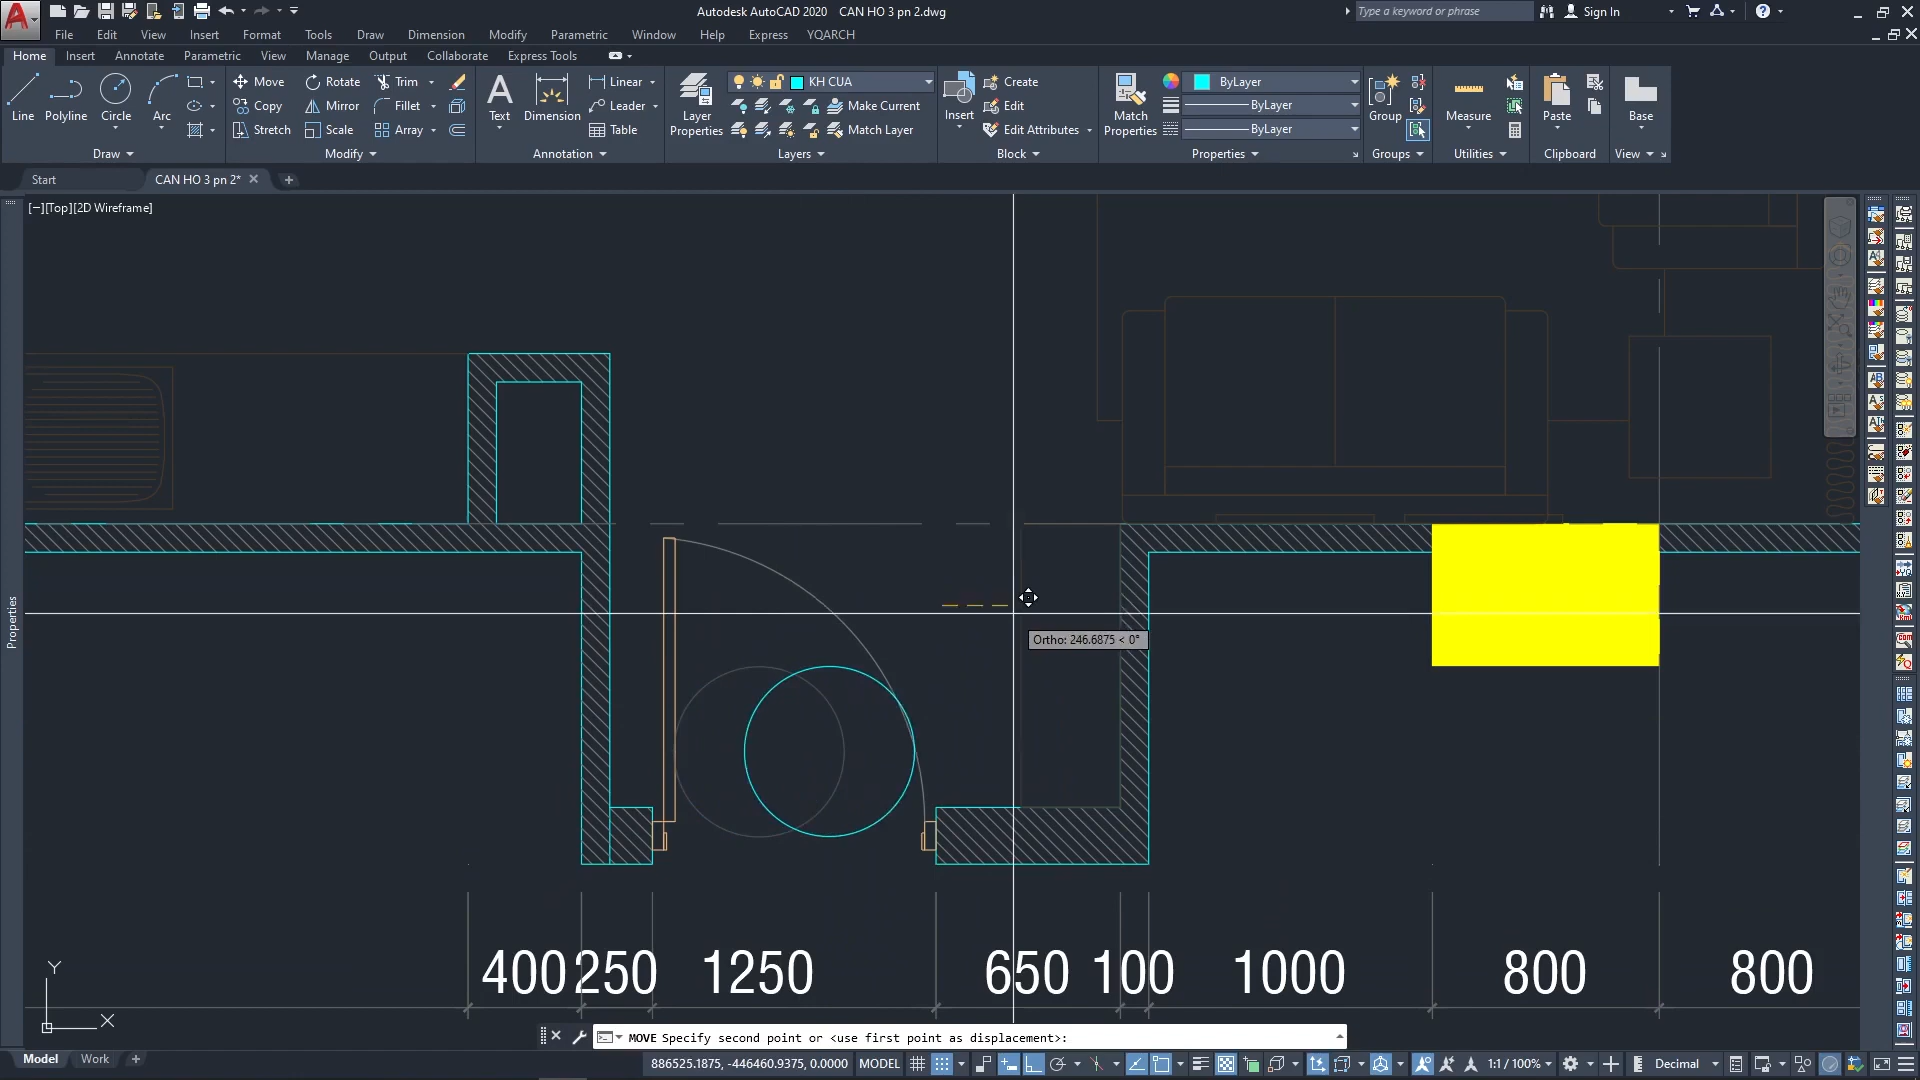 Autodesk AutoCAD 2020 CAN HO 3 pn 2.dwg
Type a keyword or phrase
Sign In
File Edit View Insert Format Tools Draw Dimension Modify Parametric Window Help Express YQARCH
Home Insert Annotate Parametric View Manage Output Collaborate Express Tools
Line Polyline Circle Arc
Move Rotate Trim
Copy Mirror Fillet
Stretch Scale Array
Text Dimension
Linear
Leader
Table
Layer Properties
KH CUA
Make Current
Match Layer
Insert
Create
Edit
Edit Attributes
Match Properties
ByLayer
ByLayer
ByLayer
Group
Measure
Paste
Base
Draw Modify Annotation Layers Block Properties Groups Utilities Clipboard View
Start CAN HO 3 pn 2*
[−][Top][2D Wireframe]
Properties
Ortho: 246.6875 < 0°
400 250 1250 650 100 1000 800 800
Y
X
MOVE Specify second point or <use first point as displacement>:
Model Work
886525.1875, -446460.9375, 0.0000 MODEL 1:1 / 100% Decimal